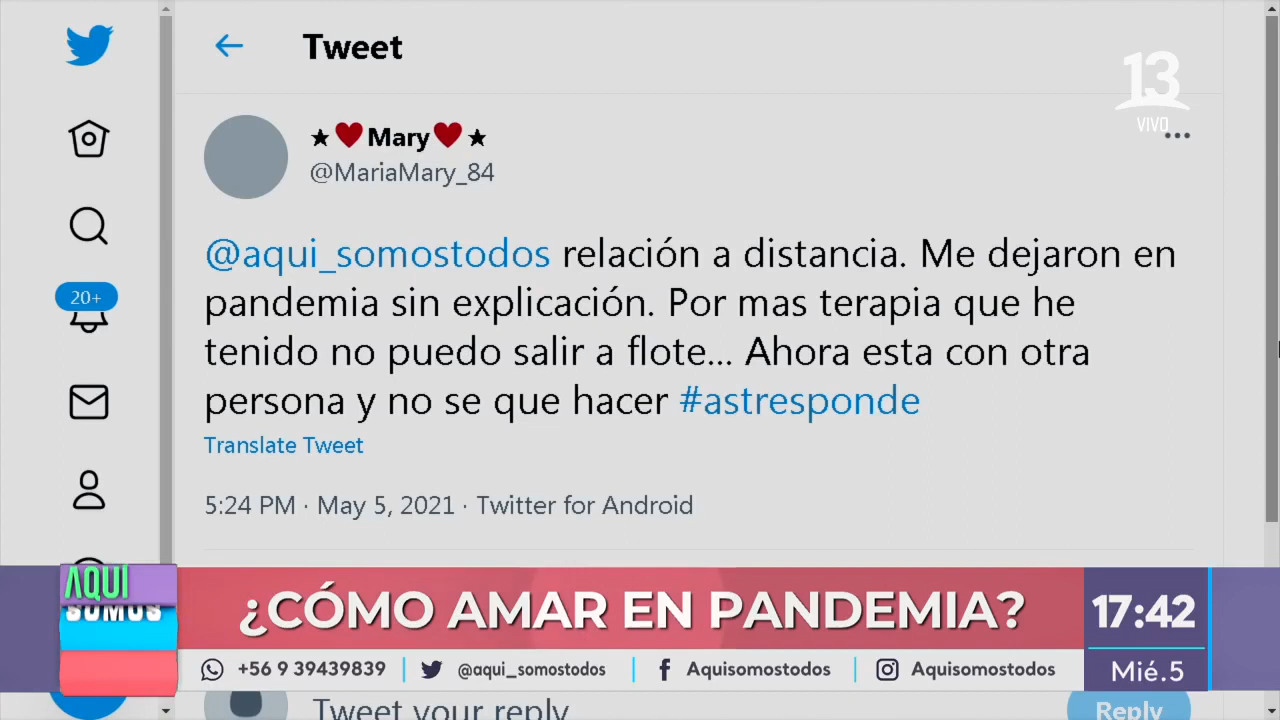 Tweet
13
VIVO
★♥Mary♥★
@MariaMary_84
@aqui_somostodos relación a distancia. Me dejaron en
pandemia sin explicación. Por mas terapia que he
tenido no puedo salir a flote... Ahora esta con otra
persona y no se que hacer #astresponde
Translate Tweet
20+
5:24 PM · May 5, 2021 · Twitter for Android
AQUÍ
SOMOS
¿CÓMO AMAR EN PANDEMIA?
17:42
+56 9 39439839
@aqui_somostodos
Aquisomostodos
Aquisomostodos
Mié.5
Tweet your reply
Reply